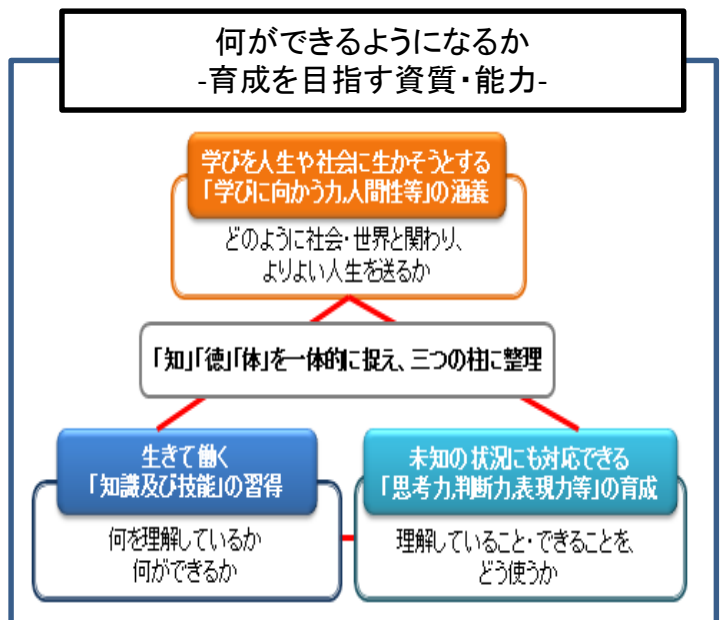 何ができるようになるか
-育成を目指す資質・能力-
学びを人生や社会に生かそうとする
「学びに向かう力,人間性等」の涵養
どのように社会・世界と関わり、
よりよい人生を送るか
「知」「徳」「体」を一体的に捉え、三つの柱に整理
生きて働く
「知識及び技能」の習得
何を理解しているか
何ができるか
未知の状況にも対応できる
「思考力,判断力,表現力等」の育成
理解していること・できることを、
どう使うか